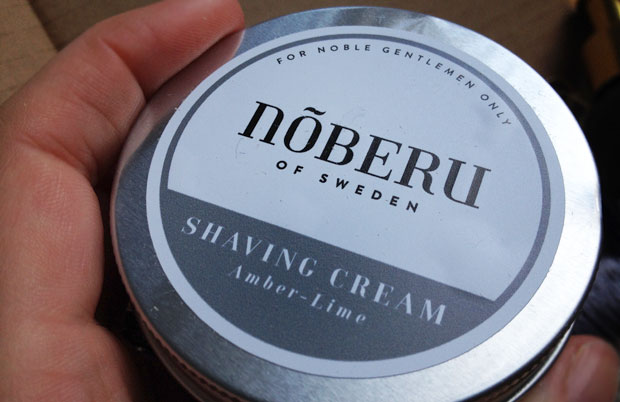 FOR NOBLE GENTLEMEN ONLY
NÕBERU
OF SWEDEN
SHAVING CREAM
Amber-Lime